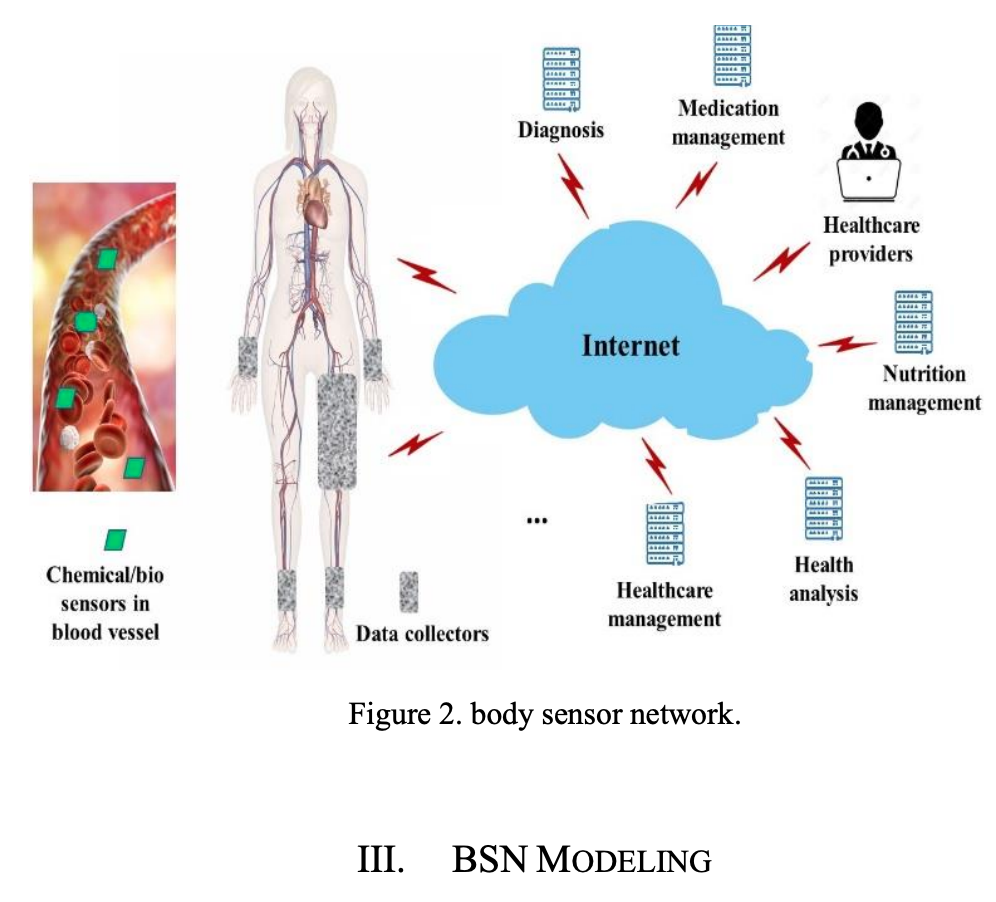 Diagnosis
Medication
management
Healthcare
providers
Internet
Nutrition
management
Chemical/bio
sensors in
blood vessel
Data collectors
...
Healthcare
management
Health
analysis
Figure 2. body sensor network.
III. BSN MODELING